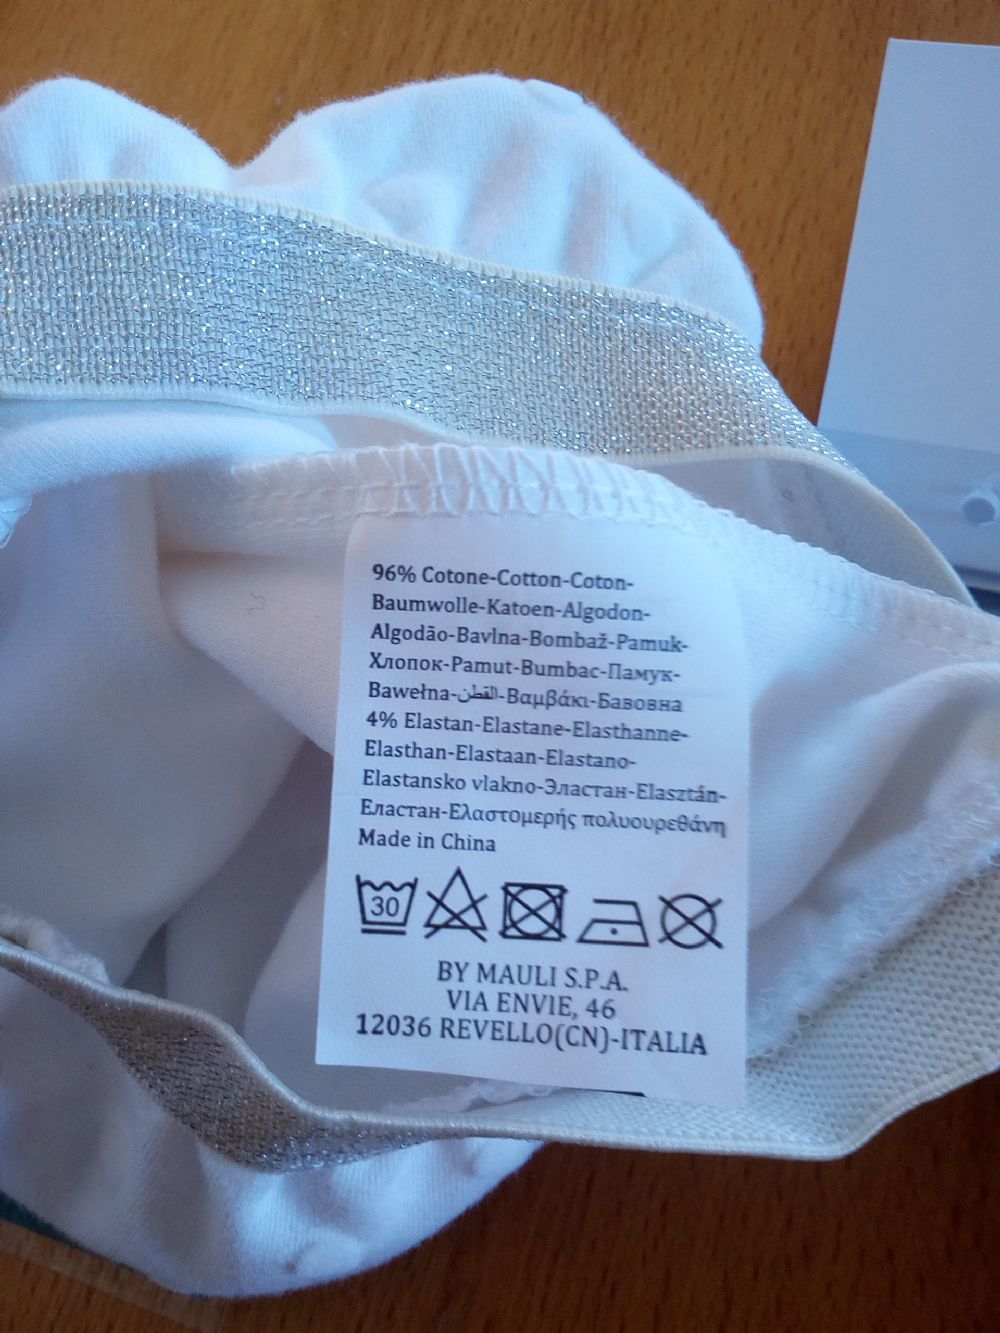 96% Cotone-Cotton-Coton-
Baumwolle-Katoen-Algodon-
Algodão-Bavlna-Bombaž-Pamuk-
Хлопок-Pamut-Bumbac-Памук-
Bawełna-القطن-Βαμβάκι-Бавовна
4% Elastan-Elastane-Elasthanne-
Elasthan-Elastaan-Elastano-
Elastansko vlakno-Эластан-Elasztán-
Еластан-Ελαστομερής πολυουρεθάνη
Made in China
30
BY MAULI S.P.A.
VIA ENVIE, 46
12036 REVELLO(CN)-ITALIA